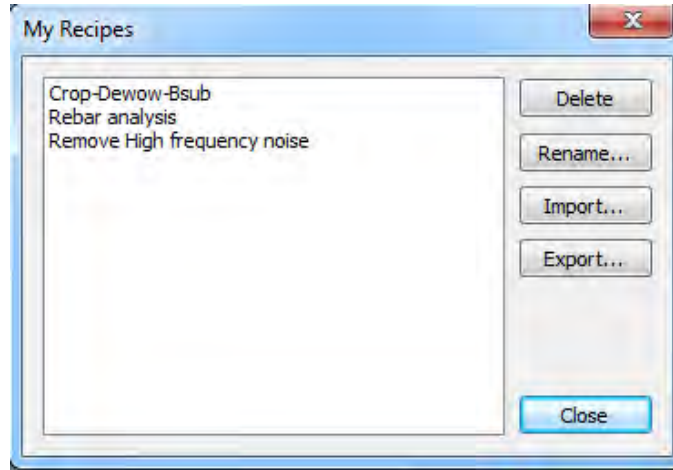 My Recipes
Crop-Dewow-Bsub
Rebar analysis
Remove High frequency noise
Delete
Rename...
Import...
Export...
Close